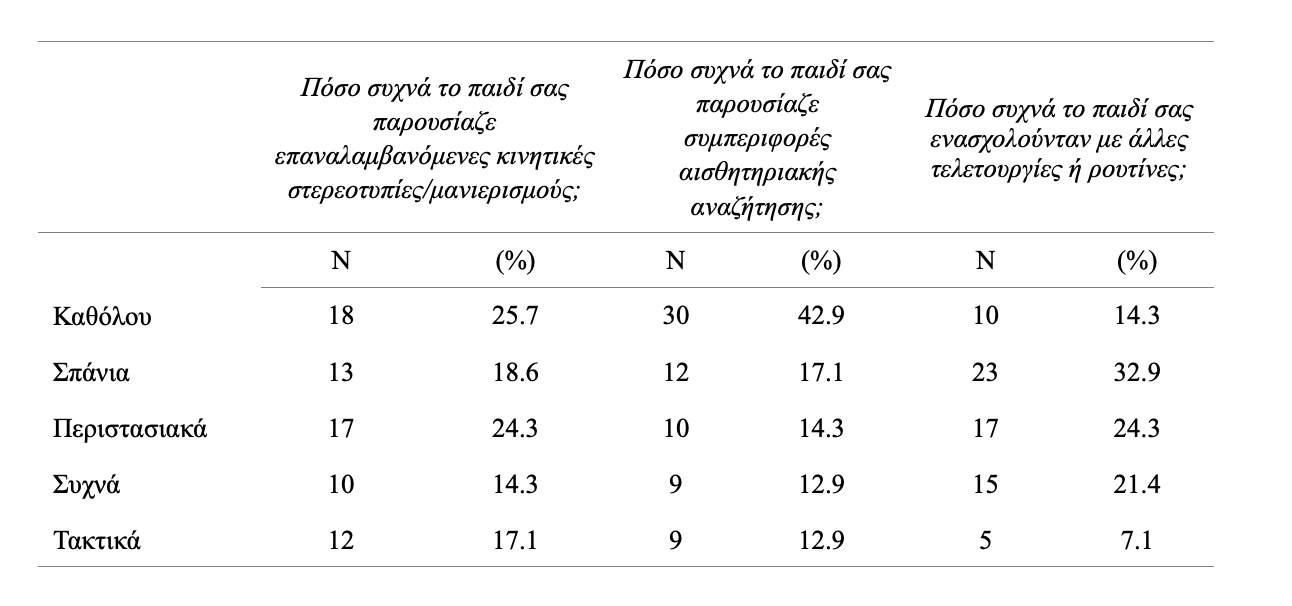 Πόσο συχνά το παιδί σας
παρουσίαζε
επαναλαμβανόμενες κινητικές
στερεοτυπίες/μανιερισμούς;
Πόσο συχνά το παιδί σας
παρουσίαζε
συμπεριφορές
αισθητηριακής
αναζήτησης;
Πόσο συχνά το παιδί σας
ενασχολούνταν με άλλες
τελετουργίες ή ρουτίνες;
N (%) N (%) N (%)
Καθόλου 18 25.7 30 42.9 10 14.3
Σπάνια 13 18.6 12 17.1 23 32.9
Περιστασιακά 17 24.3 10 14.3 17 24.3
Συχνά 10 14.3 9 12.9 15 21.4
Τακτικά 12 17.1 9 12.9 5 7.1